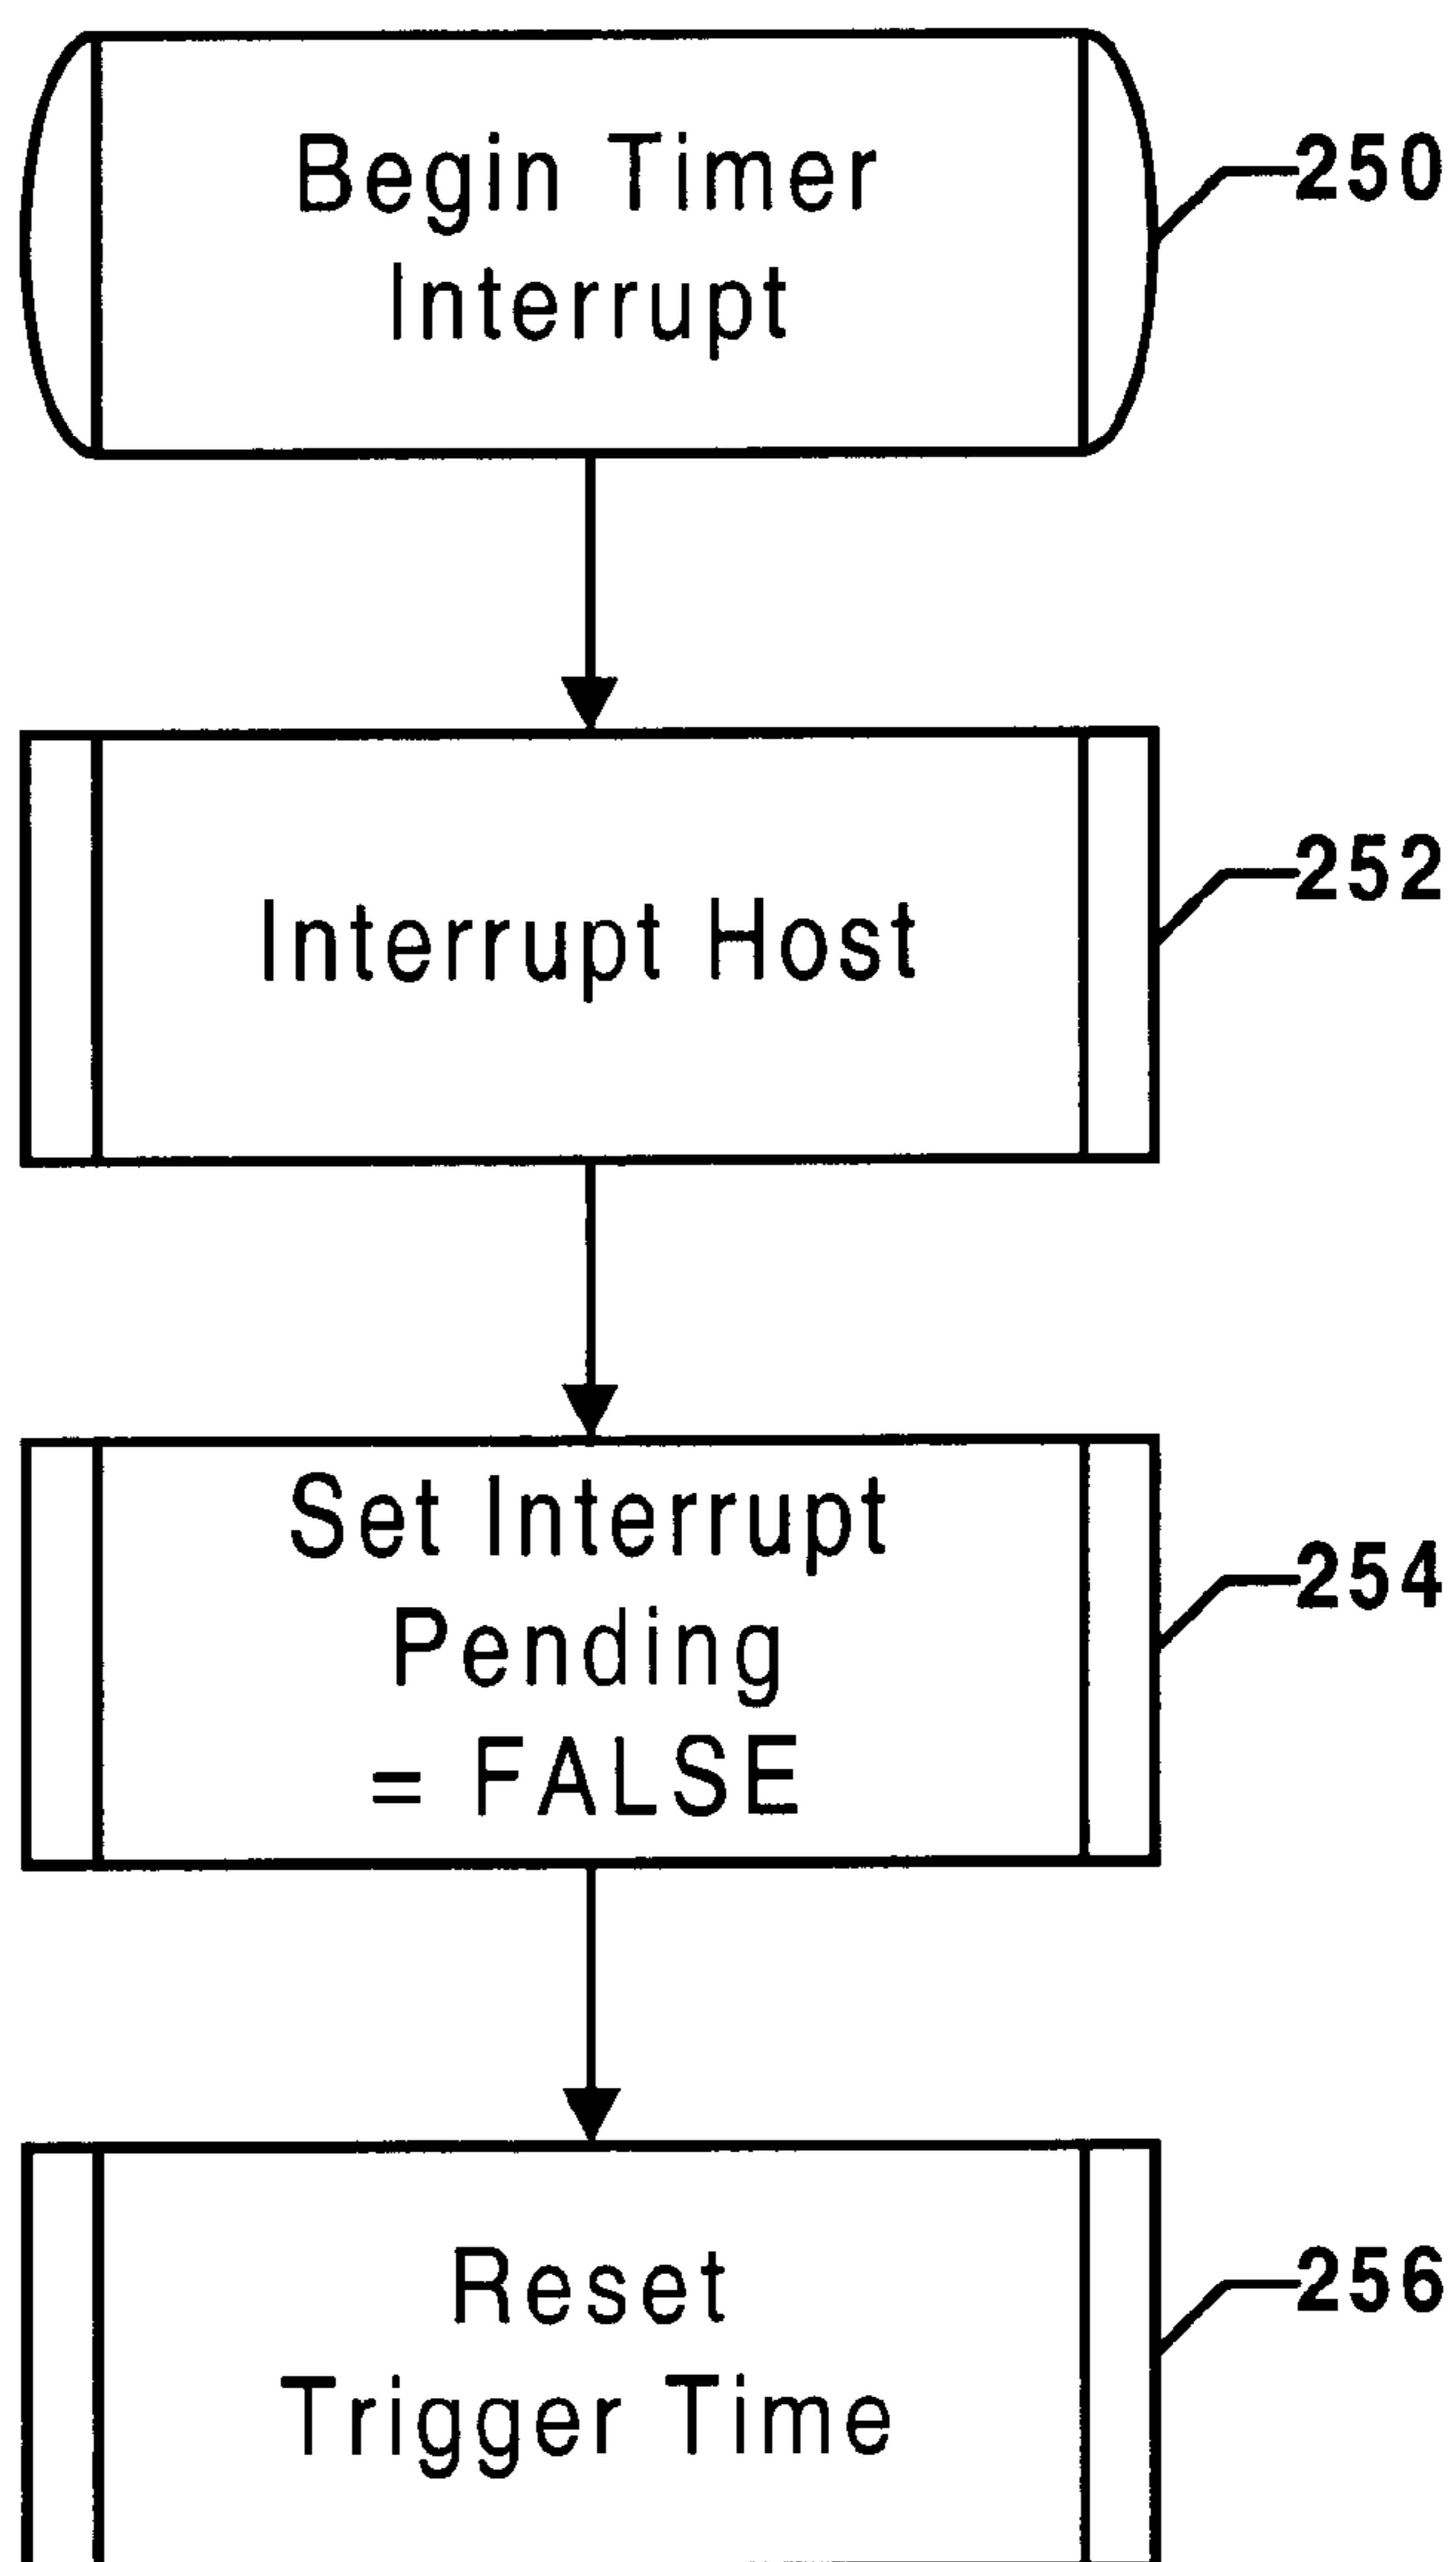 Begin Timer
Interrupt
250
Interrupt Host
252
Set Interrupt
Pending
= FALSE
254
Reset
Trigger Time
256